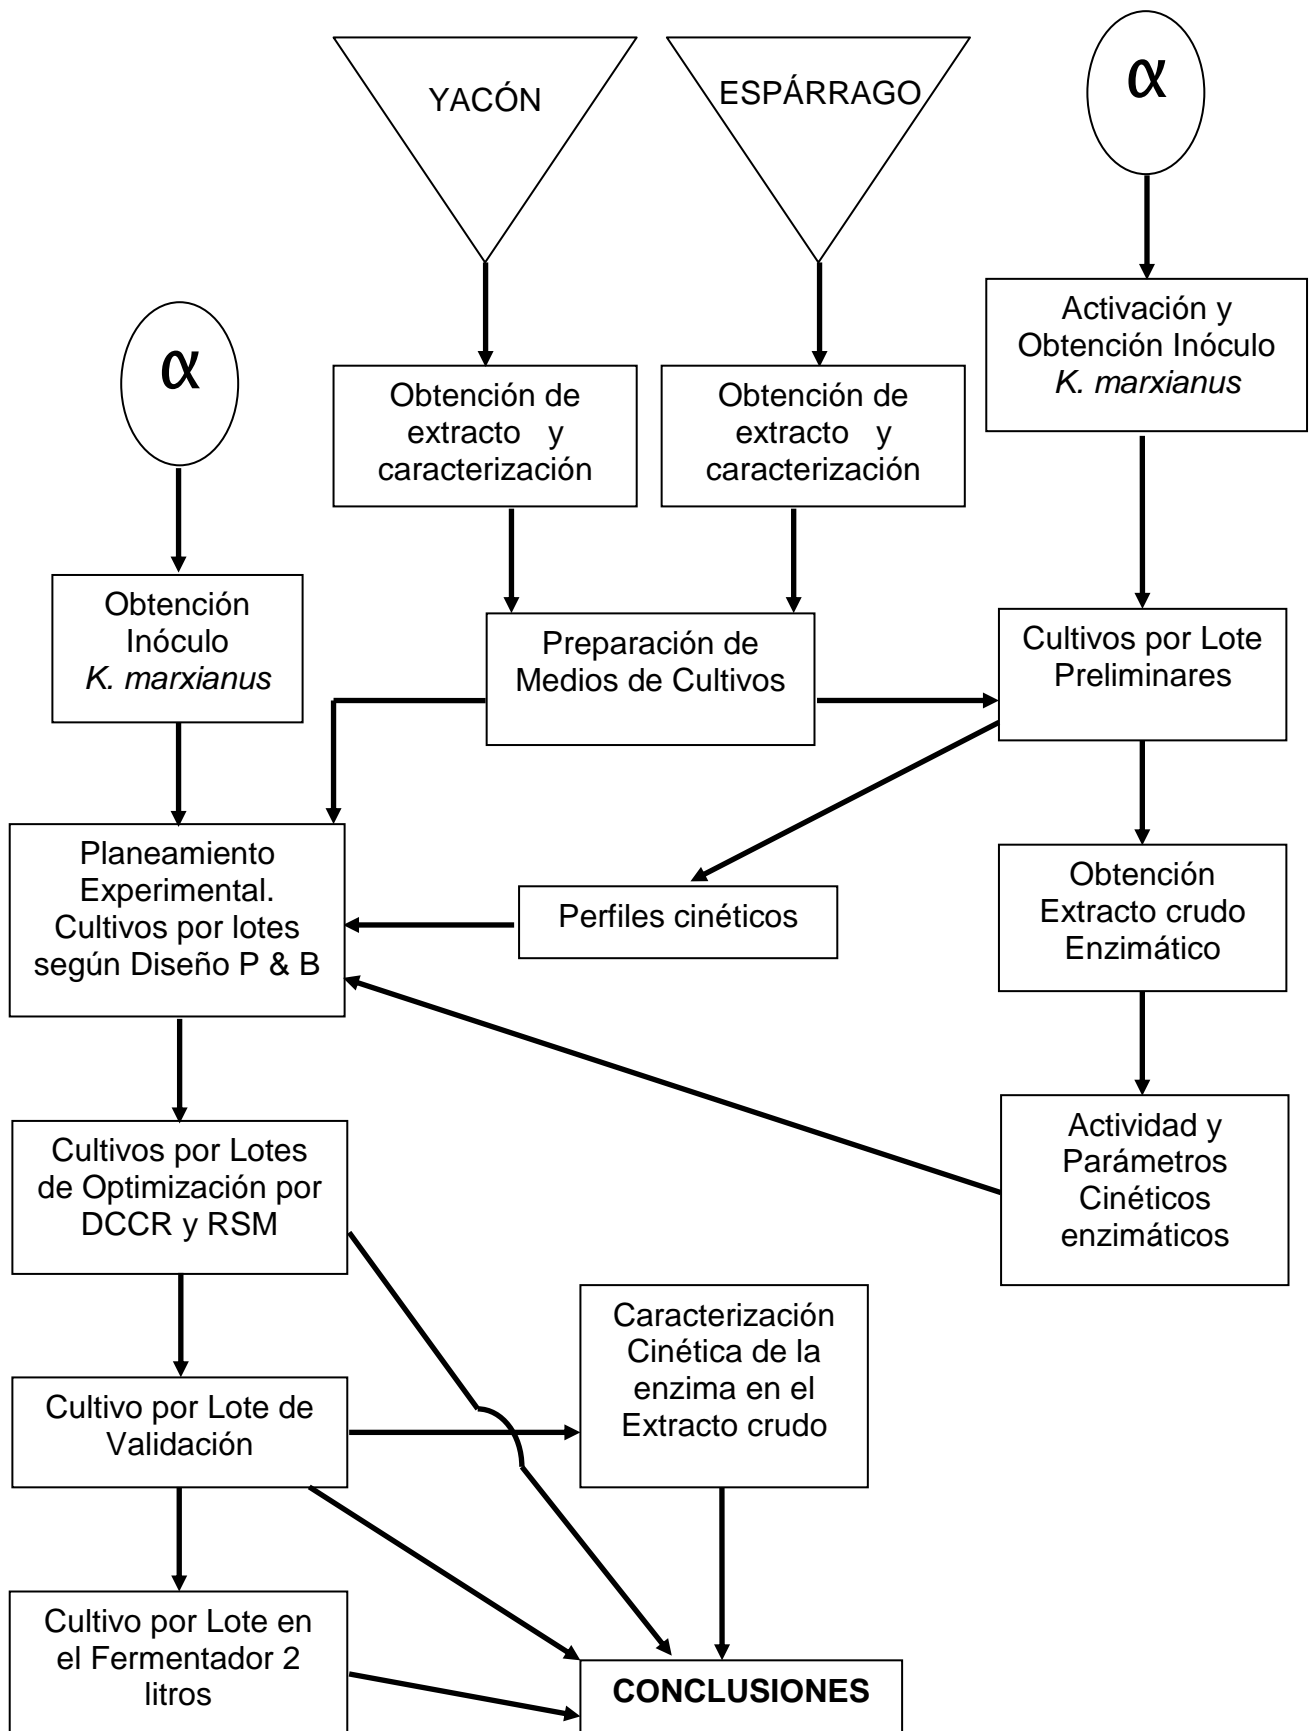 YACÓN
ESPÁRRAGO
α
α
Activación y
Obtención Inóculo
K. marxianus
Obtención de
extracto y
caracterización
Obtención de
extracto y
caracterización
Obtención
Inóculo
K. marxianus
Preparación de
Medios de Cultivos
Cultivos por Lote
Preliminares
Planeamiento
Experimental.
Cultivos por lotes
según Diseño P & B
Perfiles cinéticos
Obtención
Extracto crudo
Enzimático
Cultivos por Lotes
de Optimización por
DCCR y RSM
Actividad y
Parámetros
Cinéticos
enzimáticos
Caracterización
Cinética de la
enzima en el
Extracto crudo
Cultivo por Lote de
Validación
Cultivo por Lote en
el Fermentador 2
litros
CONCLUSIONES